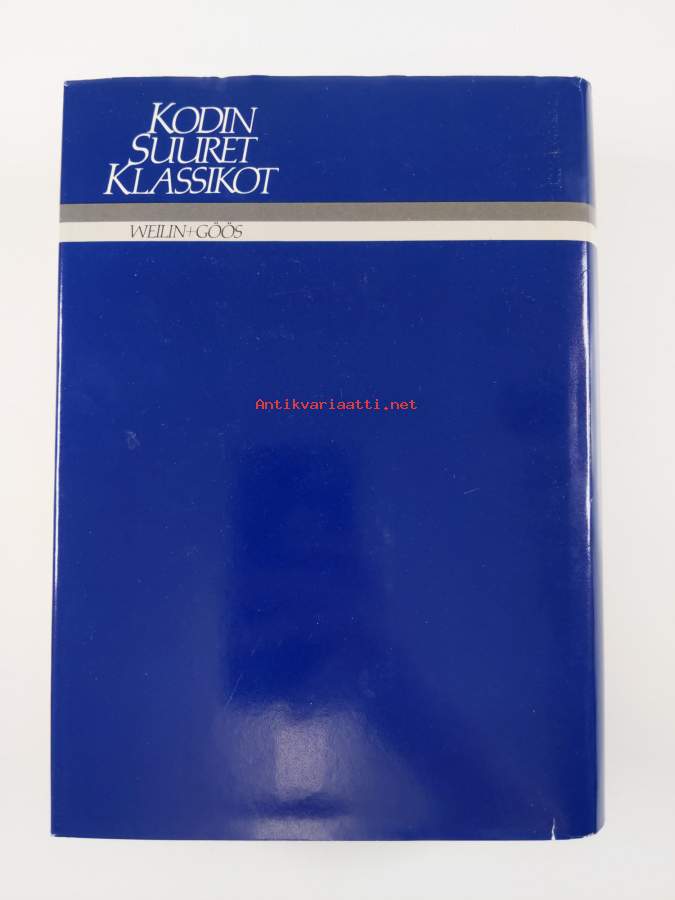 KODIN
SUURET
KLASSIKOT
WEILIN+GÖÖS
Antikvariaatti.net